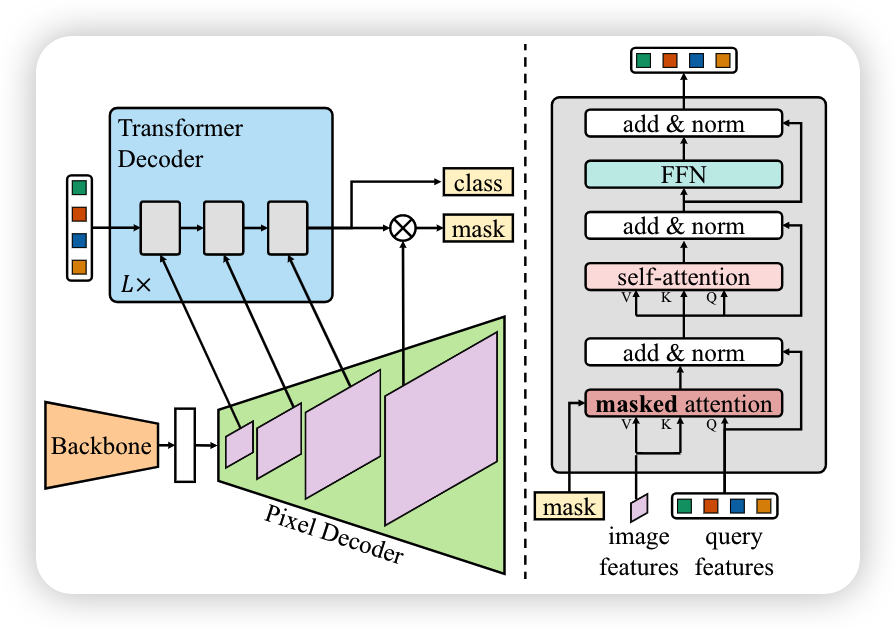 Transformer
Decoder
L×
class
mask
Backbone
Pixel Decoder
add & norm
FFN
add & norm
self-attention
V K Q
add & norm
masked attention
V K Q
mask
image
features
query
features